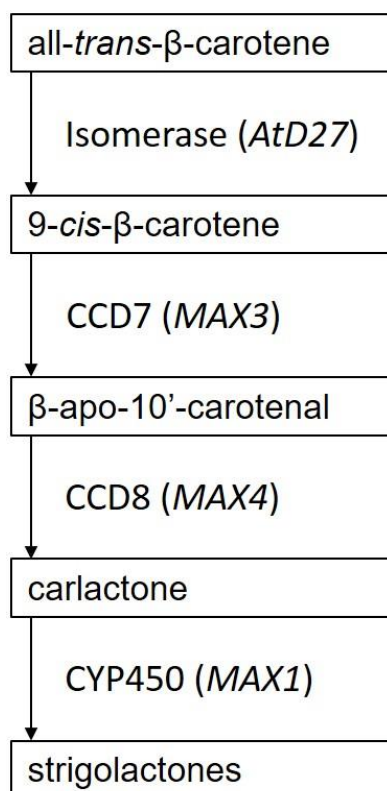 all-trans-β-carotene
Isomerase (AtD27)
9-cis-β-carotene
CCD7 (MAX3)
β-apo-10’-carotenal
CCD8 (MAX4)
carlactone
CYP450 (MAX1)
strigolactones